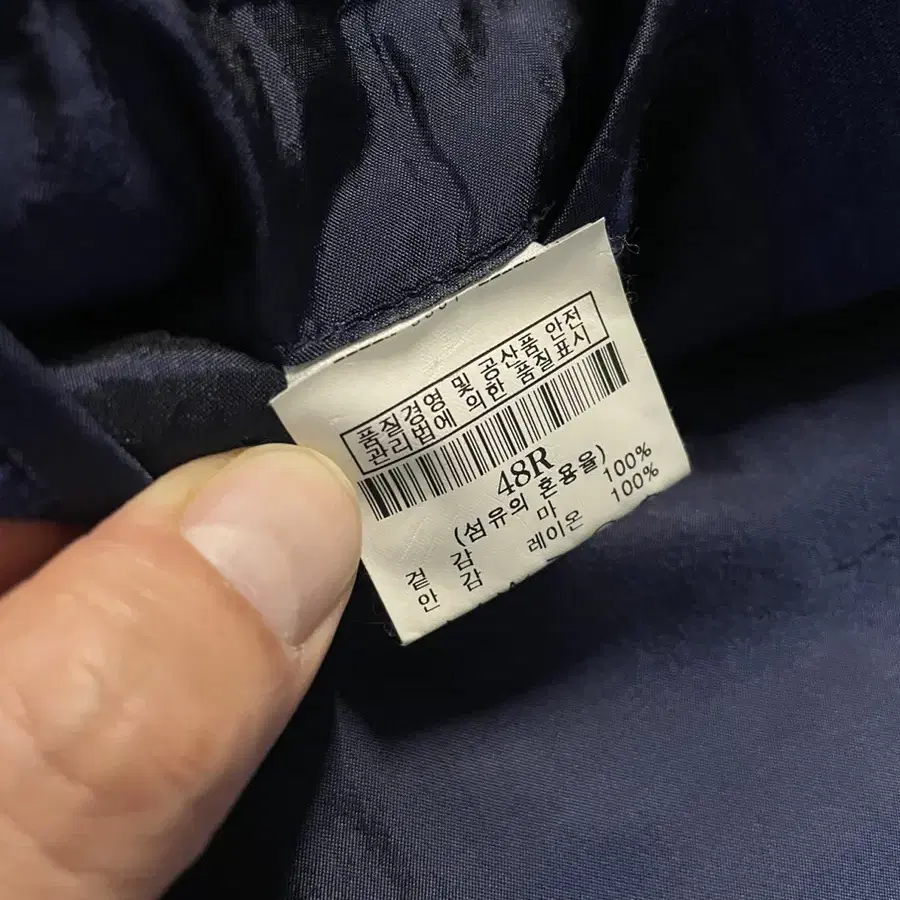 품질경영 및 공산품 안전
관리법에 의한 품질표시
48R
(섬유의 혼용율)
겉 감 마 100%
안 감 레이온 100%